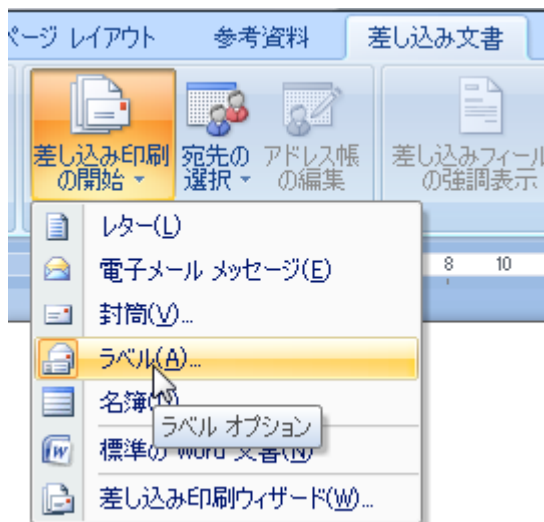 ページ レイアウト 参考資料 差し込み文書
差し込み印刷 宛先の アドレス帳 差し込みフィール
の開始 選択 の編集 の強調表示
レター(L)
8 10
電子メール メッセージ(E)
封筒(V)...
ラベル(A)...
名簿
ラベル オプション
標準の Word 文書(N)
差し込み印刷ウィザード(W)...